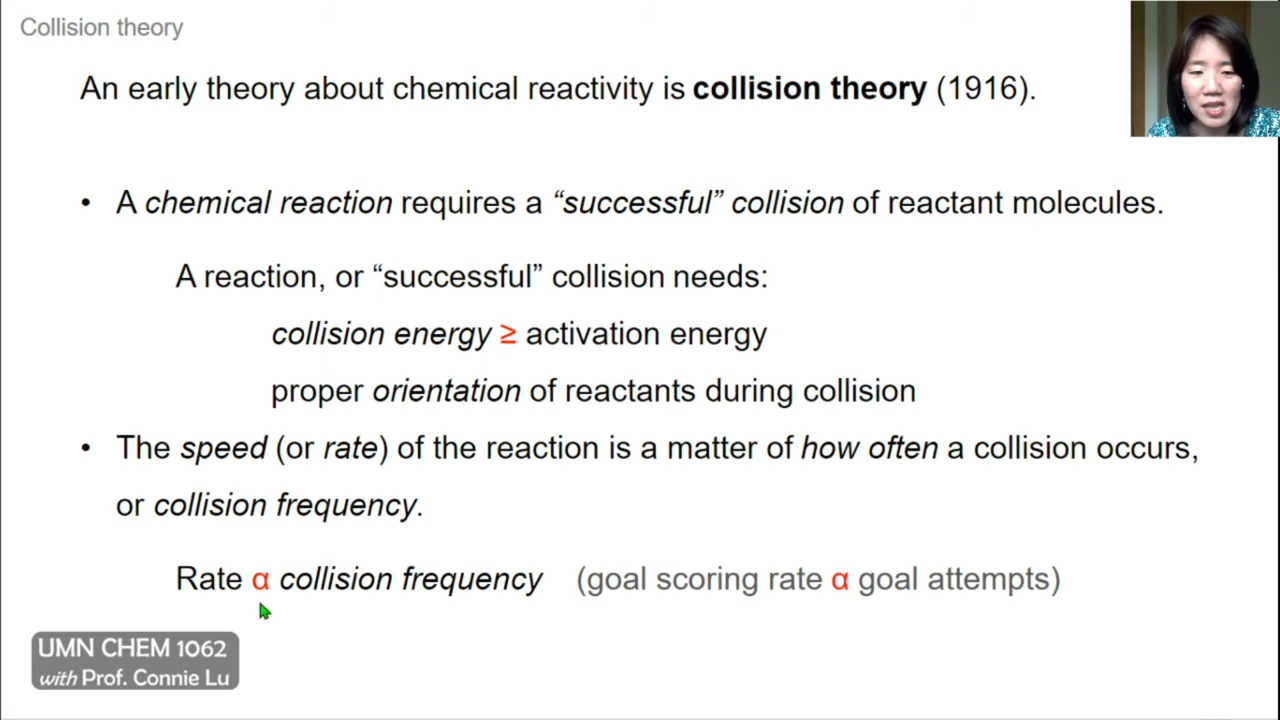 Collision theory
An early theory about chemical reactivity is collision theory (1916).
• A chemical reaction requires a “successful” collision of reactant molecules.
A reaction, or “successful” collision needs:
collision energy ≥ activation energy
proper orientation of reactants during collision
• The speed (or rate) of the reaction is a matter of how often a collision occurs,
or collision frequency.
Rate α collision frequency (goal scoring rate α goal attempts)
UMN CHEM 1062
with Prof. Connie Lu